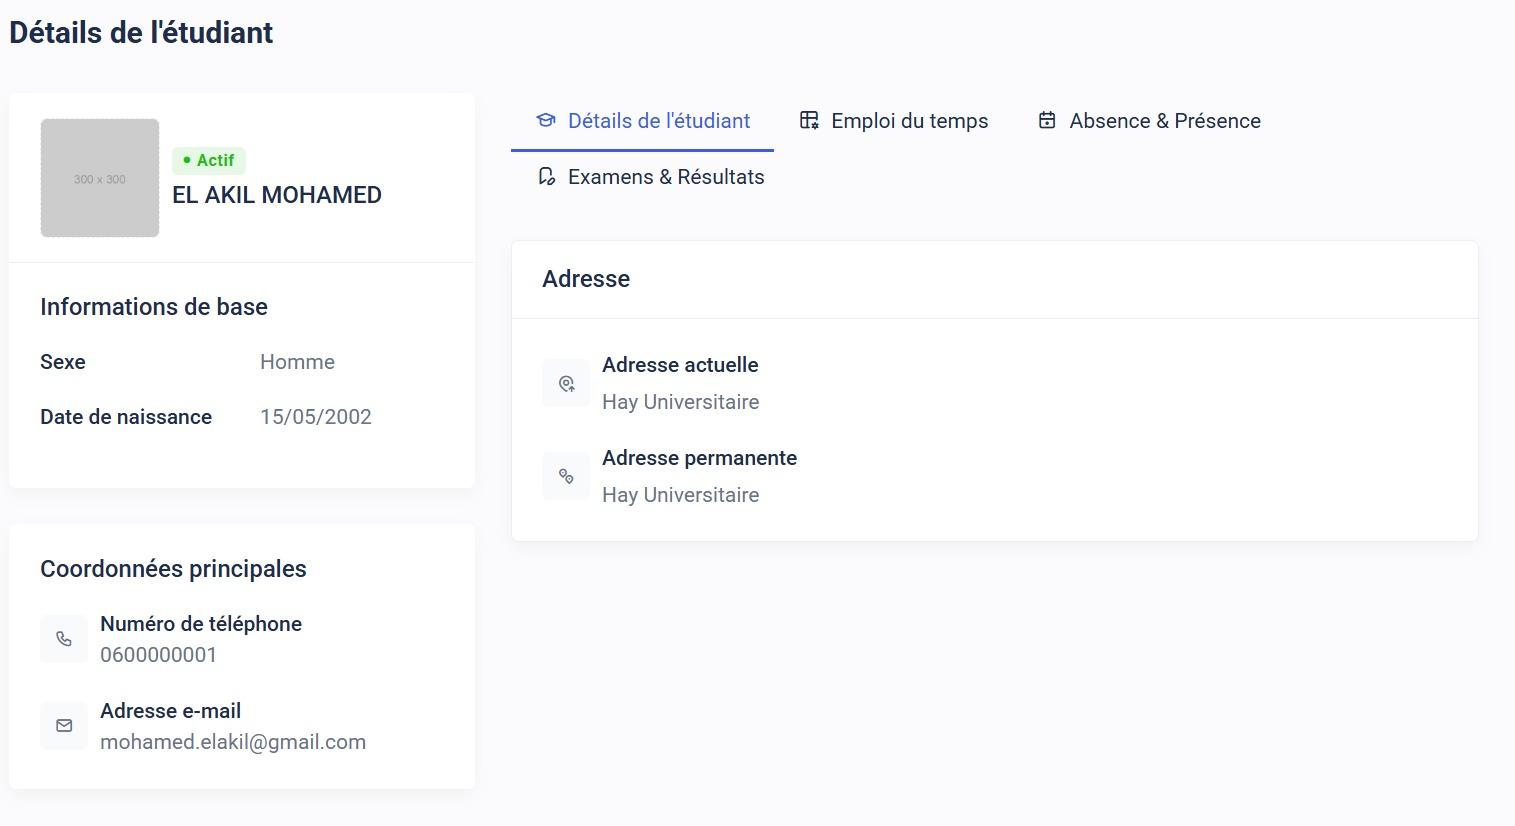 Détails de l'étudiant
300 x 300
Actif
EL AKIL MOHAMED
Informations de base
Sexe Homme
Date de naissance 15/05/2002
Coordonnées principales
Numéro de téléphone
0600000001
Adresse e-mail
mohamed.elakil@gmail.com
Détails de l'étudiant Emploi du temps Absence & Présence
Examens & Résultats
Adresse
Adresse actuelle
Hay Universitaire
Adresse permanente
Hay Universitaire